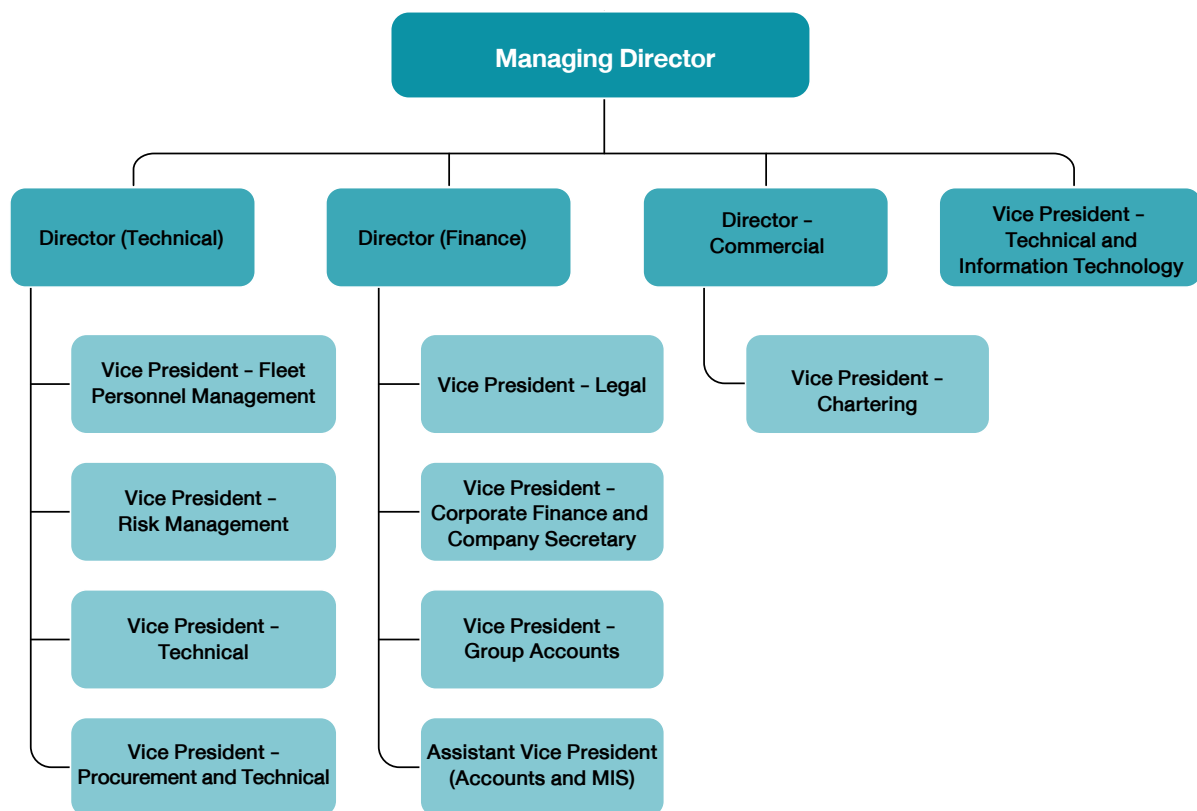 Managing Director
Director (Technical)
Director (Finance)
Director –
Commercial
Vice President –
Technical and
Information Technology
Vice President – Fleet
Personnel Management
Vice President – Legal
Vice President –
Chartering
Vice President –
Risk Management
Vice President –
Corporate Finance and
Company Secretary
Vice President –
Technical
Vice President –
Group Accounts
Vice President –
Procurement and Technical
Assistant Vice President
(Accounts and MIS)